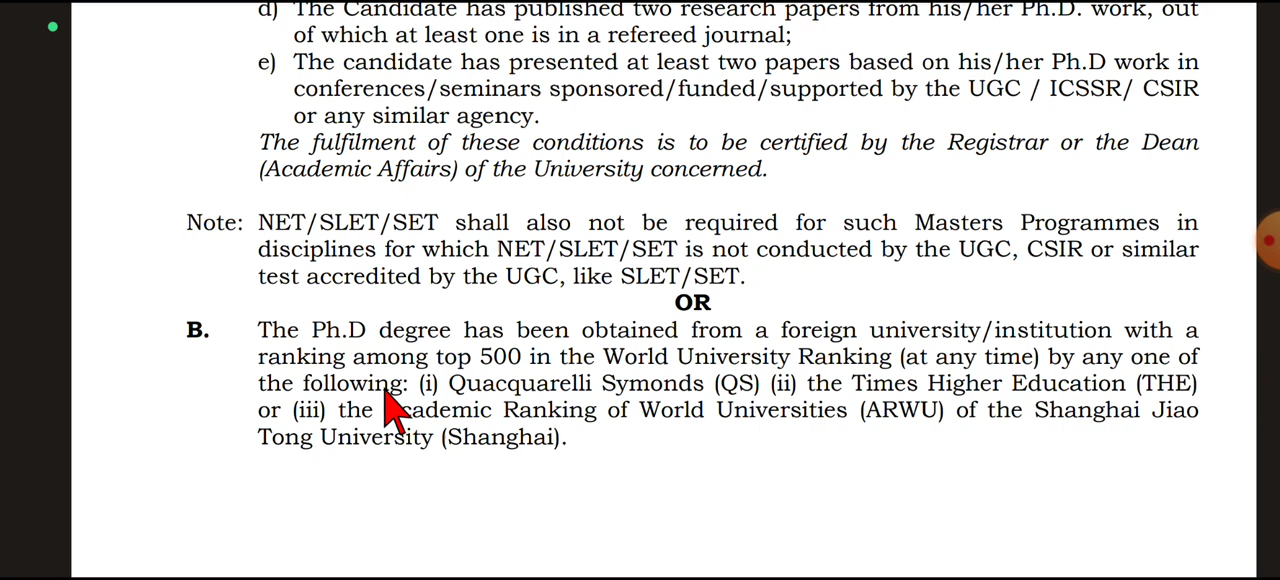 d) The Candidate has published two research papers from his/her Ph.D. work, out
of which at least one is in a refereed journal;
e) The candidate has presented at least two papers based on his/her Ph.D work in
conferences/seminars sponsored/funded/supported by the UGC / ICSSR/ CSIR
or any similar agency.
The fulfilment of these conditions is to be certified by the Registrar or the Dean
(Academic Affairs) of the University concerned.
Note: NET/SLET/SET shall also not be required for such Masters Programmes in
disciplines for which NET/SLET/SET is not conducted by the UGC, CSIR or similar
test accredited by the UGC, like SLET/SET.
OR
B. The Ph.D degree has been obtained from a foreign university/institution with a
ranking among top 500 in the World University Ranking (at any time) by any one of
the following: (i) Quacquarelli Symonds (QS) (ii) the Times Higher Education (THE)
or (iii) the Academic Ranking of World Universities (ARWU) of the Shanghai Jiao
Tong University (Shanghai).